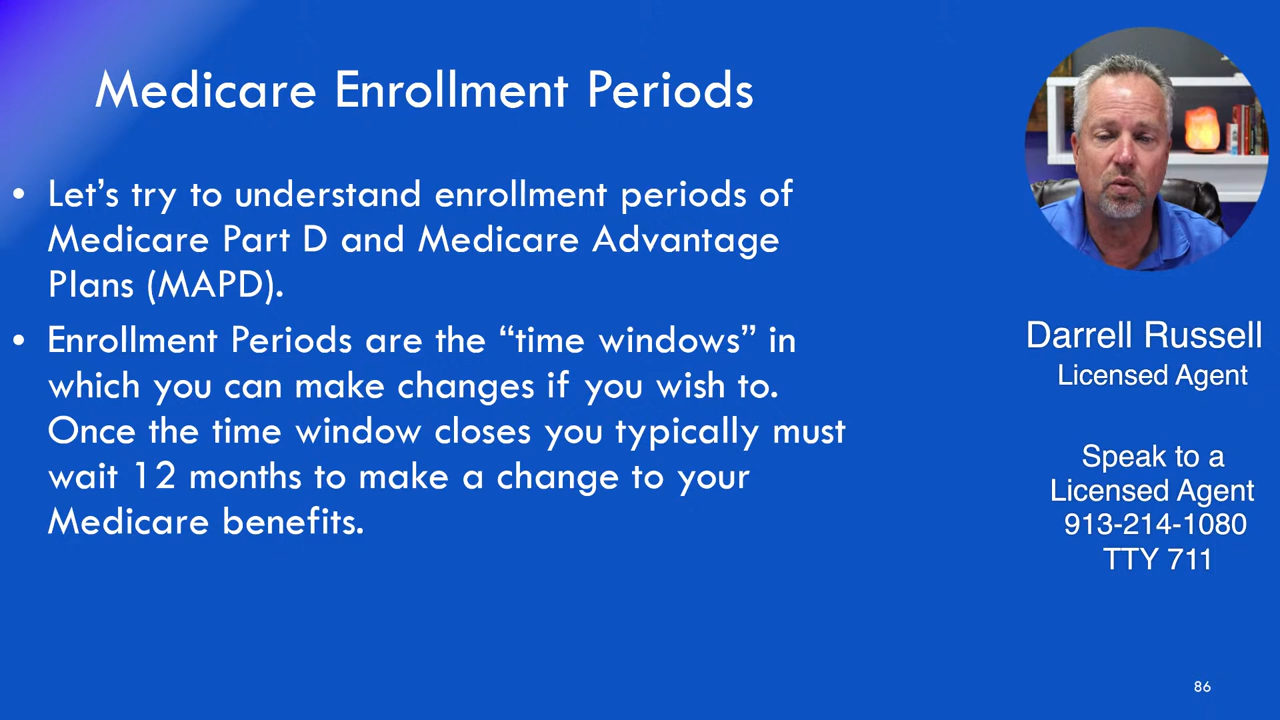 Medicare Enrollment Periods
• Let’s try to understand enrollment periods of
Medicare Part D and Medicare Advantage
Plans (MAPD).
• Enrollment Periods are the “time windows” in
which you can make changes if you wish to.
Once the time window closes you typically must
wait 12 months to make a change to your
Medicare benefits.
Darrell Russell
Licensed Agent
Speak to a
Licensed Agent
913-214-1080
TTY 711
86